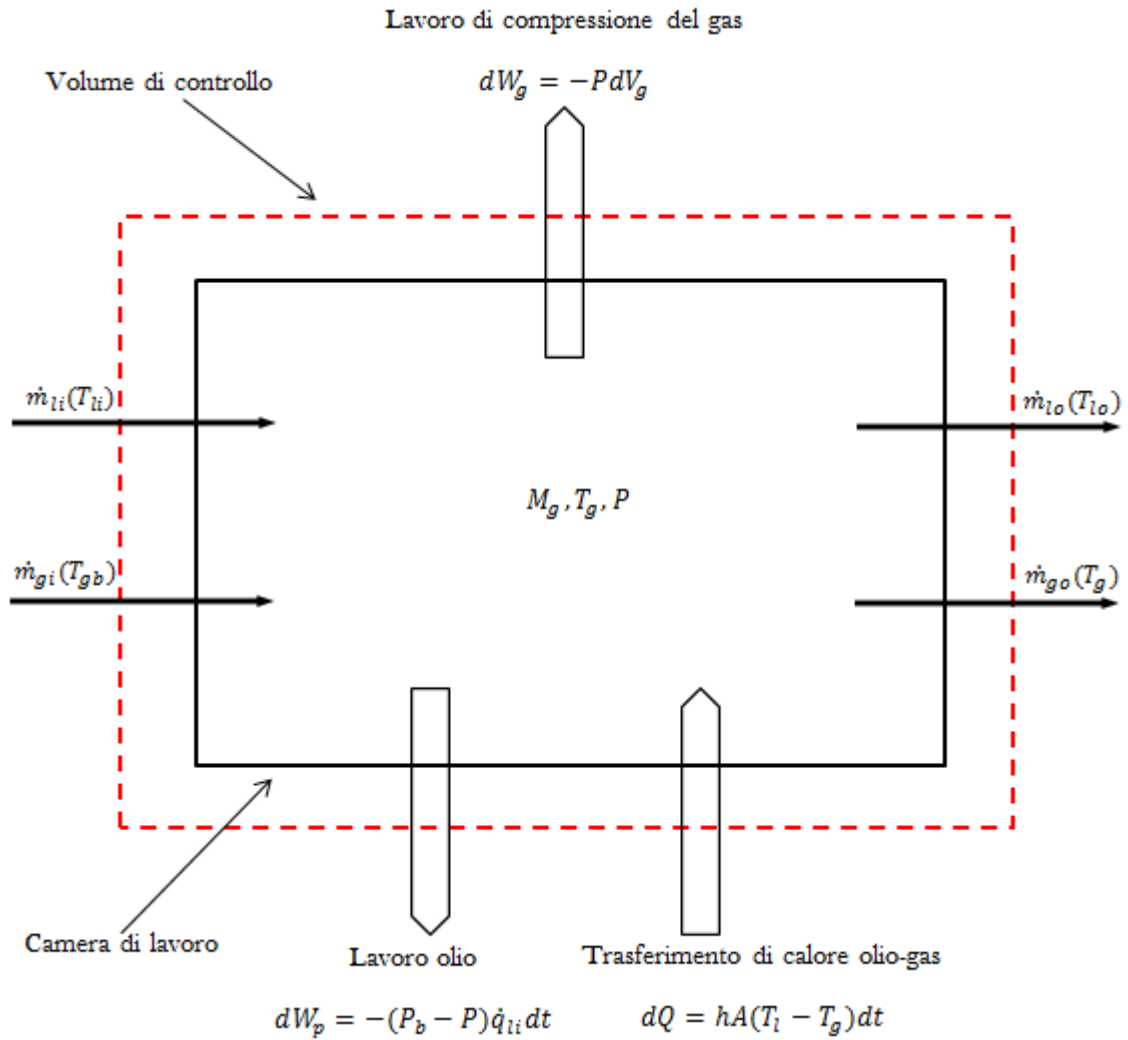 Lavoro di compressione del gas
Volume di controllo
dW_g = −PdV_g
ṁ_li(T_li)
ṁ_lo(T_lo)
M_g, T_g, P
ṁ_gi(T_gb)
ṁ_go(T_g)
Camera di lavoro
Lavoro olio
Trasferimento di calore olio-gas
dW_p = −(P_b − P)q̇_li dt
dQ = hA(T_l − T_g)dt